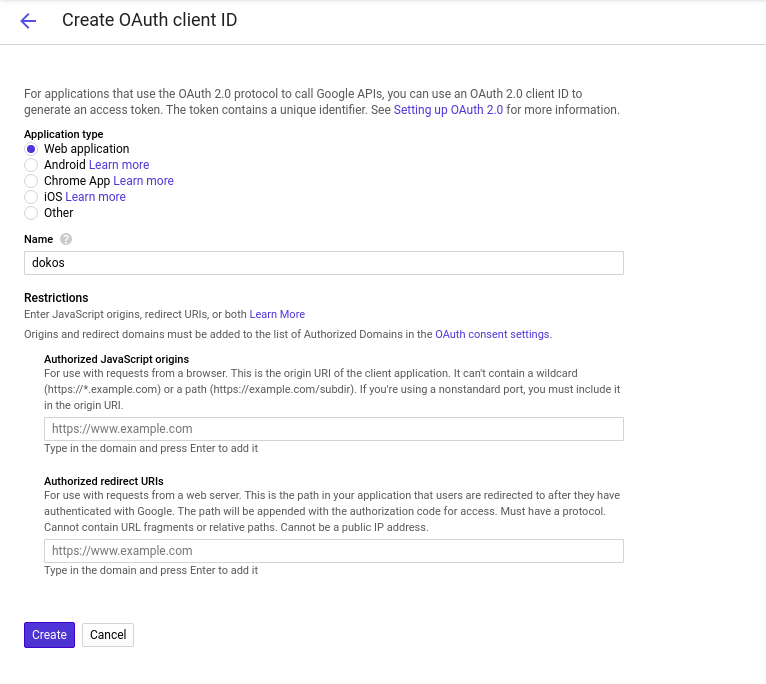 Create OAuth client ID
For applications that use the OAuth 2.0 protocol to call Google APIs, you can use an OAuth 2.0 client ID to
generate an access token. The token contains a unique identifier. See Setting up OAuth 2.0 for more information.
Application type
Web application
Android Learn more
Chrome App Learn more
iOS Learn more
Other
Name ?
dokos
Restrictions
Enter JavaScript origins, redirect URIs, or both Learn More
Origins and redirect domains must be added to the list of Authorized Domains in the OAuth consent settings.
Authorized JavaScript origins
For use with requests from a browser. This is the origin URI of the client application. It can't contain a wildcard
(https://*.example.com) or a path (https://example.com/subdir). If you're using a nonstandard port, you must include it
in the origin URI.
https://www.example.com
Type in the domain and press Enter to add it
Authorized redirect URIs
For use with requests from a web server. This is the path in your application that users are redirected to after they have
authenticated with Google. The path will be appended with the authorization code for access. Must have a protocol.
Cannot contain URL fragments or relative paths. Cannot be a public IP address.
https://www.example.com
Type in the domain and press Enter to add it
Create Cancel